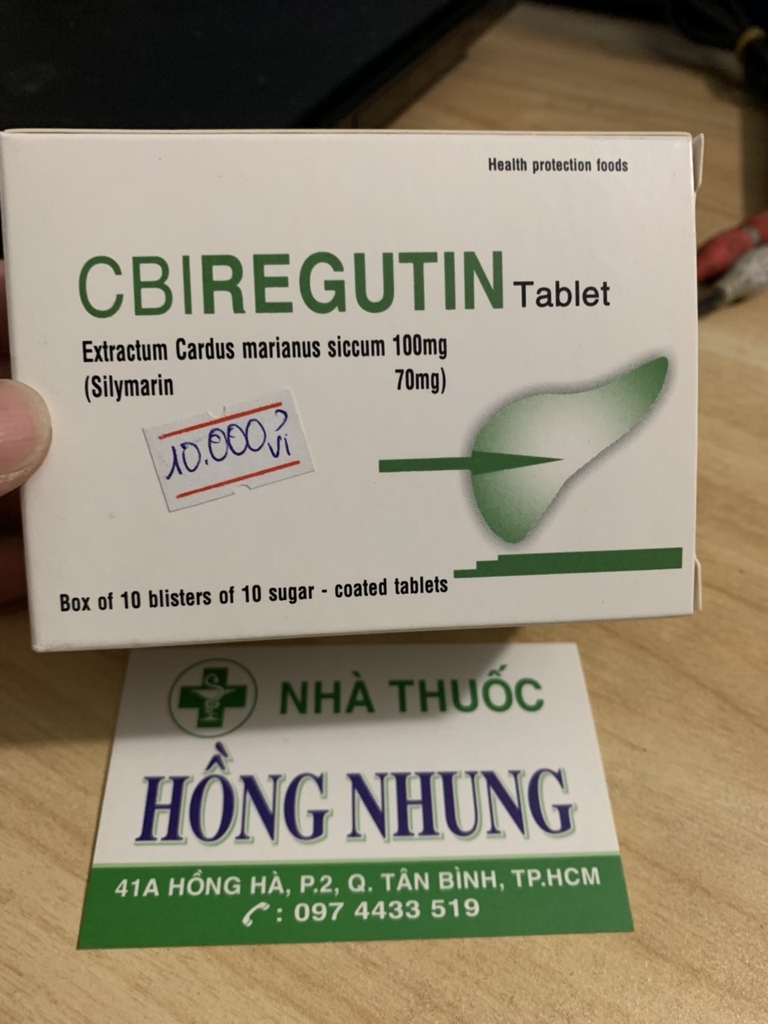 Health protection foods
CBIREGUTIN Tablet
Extractum Cardus marianus siccum 100mg
(Silymarin 70mg)
10.000 vỉ
Box of 10 blisters of 10 sugar - coated tablets
NHÀ THUỐC
HỒNG NHUNG
41A HỒNG HÀ, P.2, Q. TÂN BÌNH, TP.HCM
: 097 4433 519